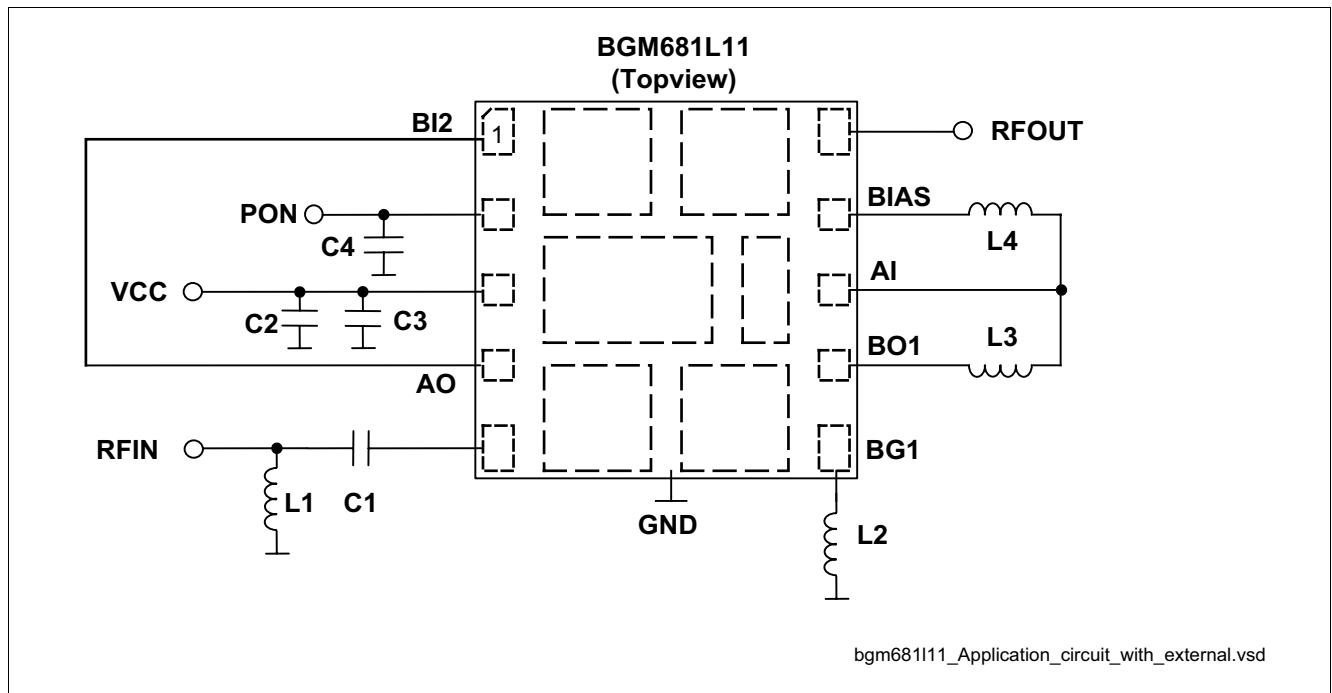 BGM681L11
(Topview)
BI2
1
RFOUT
PON
BIAS
C4
L4
VCC
AI
C2
C3
BO1
L3
AO
RFIN
BG1
L1
C1
GND
L2
bgm681l11_Application_circuit_with_external.vsd